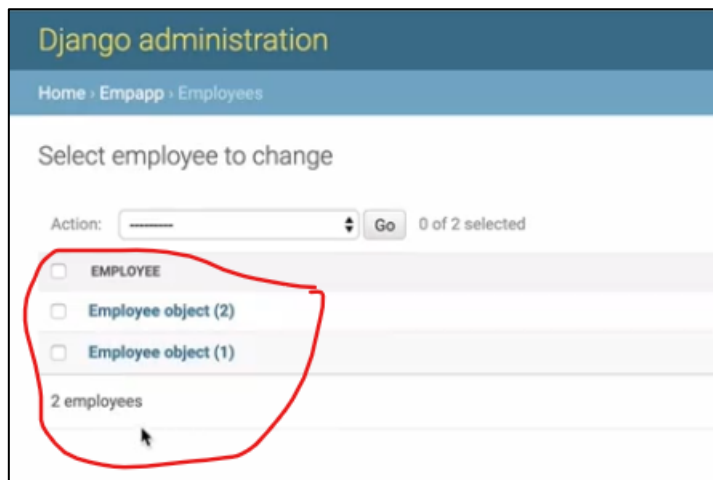 Django administration
Home › Empapp › Employees
Select employee to change
Action: --------- Go 0 of 2 selected
EMPLOYEE
Employee object (2)
Employee object (1)
2 employees